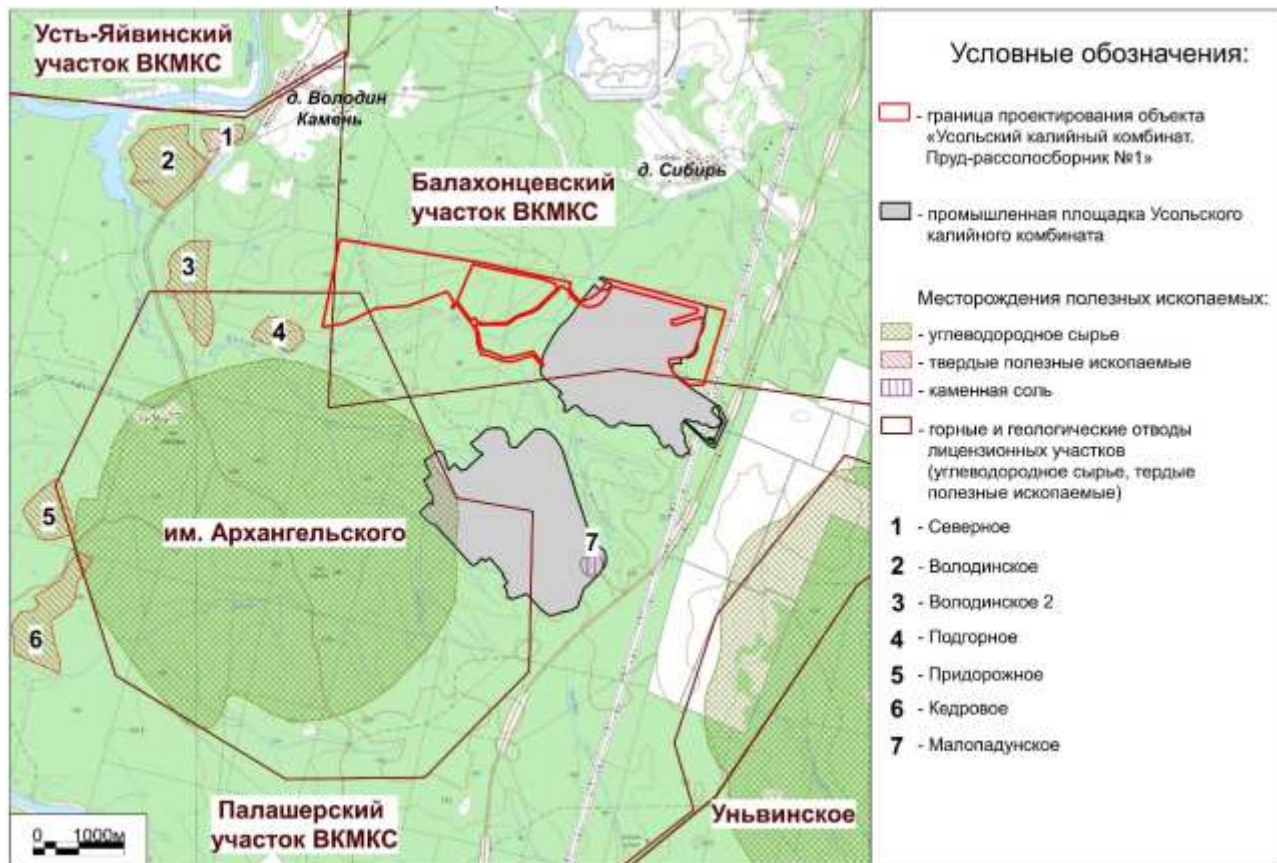 Усть-Яйвинский
участок ВКМКС
д. Володин
Камень
1
2
д. Сибирь
Балахонцевский
участок ВКМКС
3
4
5
им. Архангельского
7
6
Палашерский
участок ВКМКС
Уньвинское
0 1000м
Условные обозначения:
- граница проектирования объекта
«Усольский калийный комбинат.
Пруд-рассолосборник №1»
- промышленная площадка Усольского
калийного комбината
Месторождения полезных ископаемых:
- углеводородное сырье
- твердые полезные ископаемые
- каменная соль
- горные и геологические отводы
лицензионных участков
(углеводородное сырье, тердые
полезные ископаемые)
1 - Северное
2 - Володинское
3 - Володинское 2
4 - Подгорное
5 - Придорожное
6 - Кедровое
7 - Малопадунское